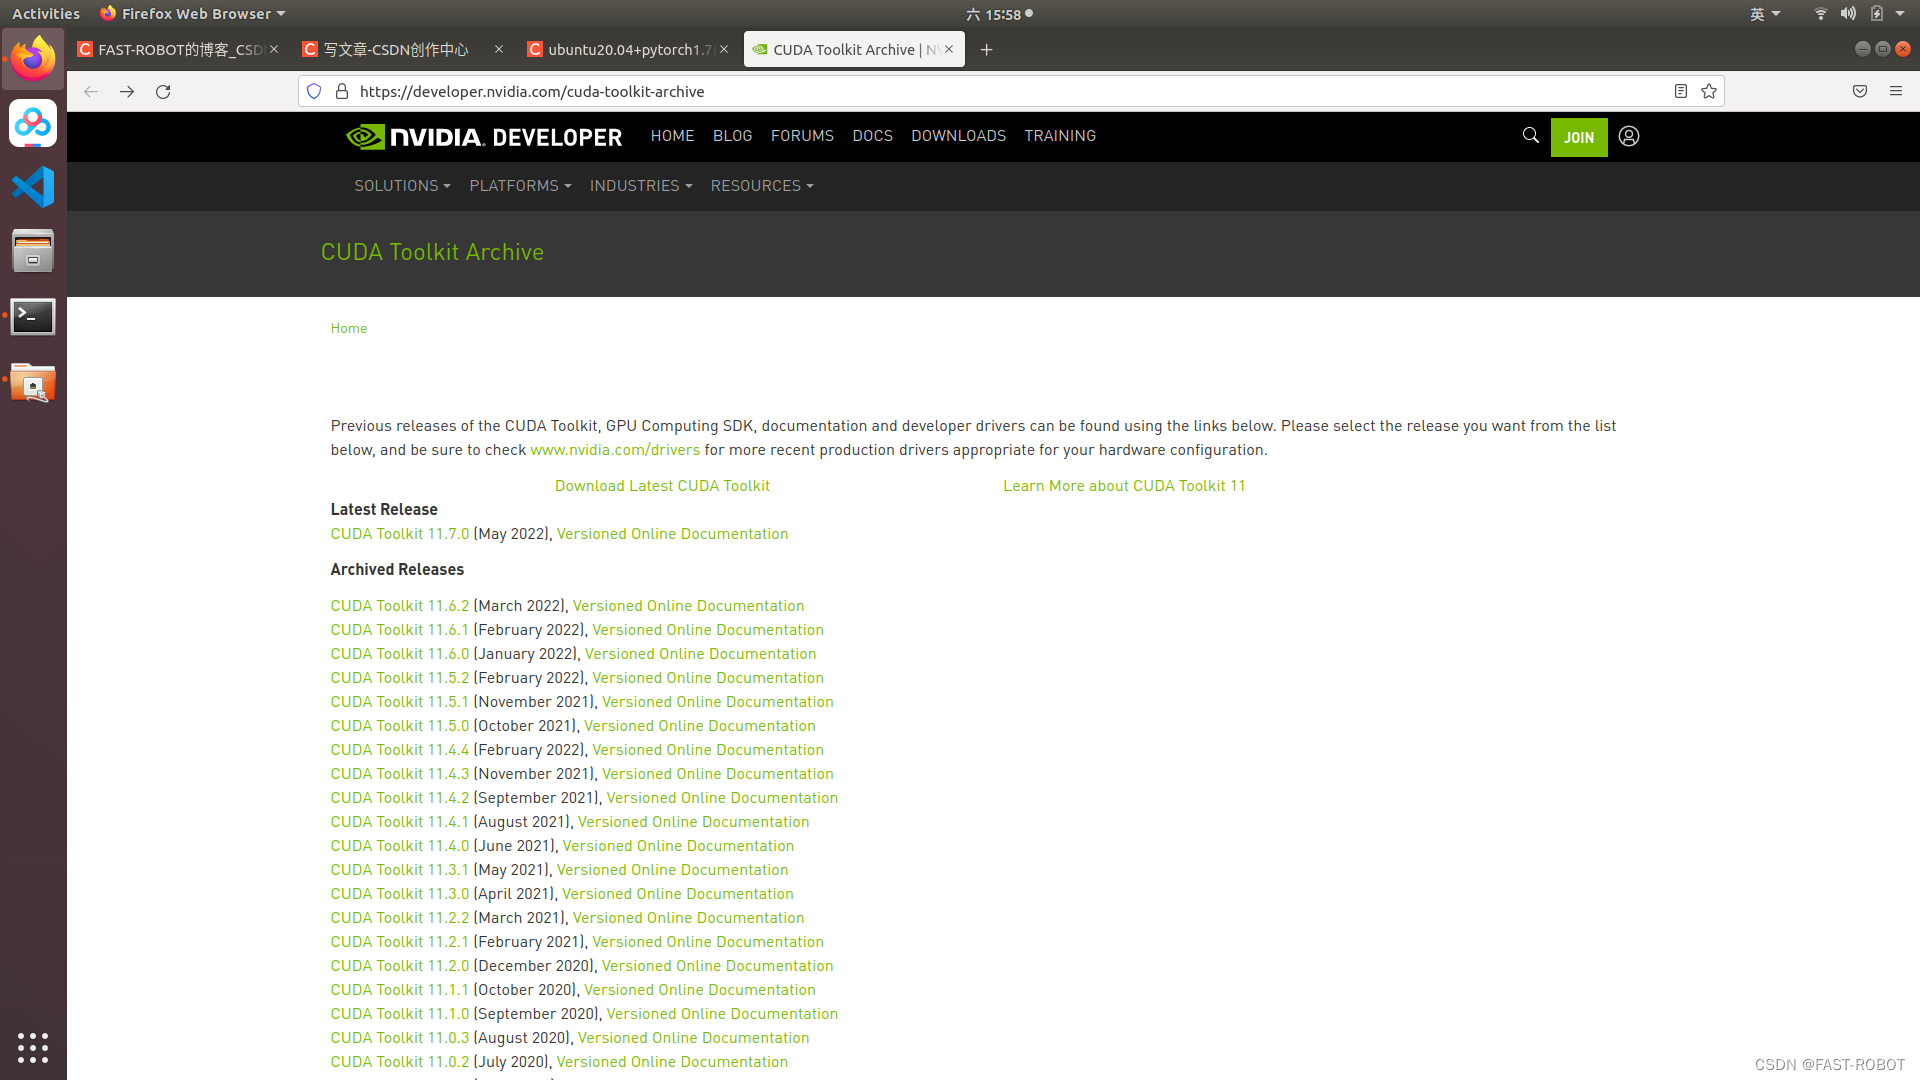 Activities Firefox Web Browser 六 15:58 英
FAST-ROBOT的博客_CSD 写文章-CSDN创作中心 ubuntu20.04+pytorch1.7 CUDA Toolkit Archive | NV
https://developer.nvidia.com/cuda-toolkit-archive
NVIDIA. DEVELOPER HOME BLOG FORUMS DOCS DOWNLOADS TRAINING JOIN
SOLUTIONS PLATFORMS INDUSTRIES RESOURCES
CUDA Toolkit Archive
Home
Previous releases of the CUDA Toolkit, GPU Computing SDK, documentation and developer drivers can be found using the links below. Please select the release you want from the list
below, and be sure to check www.nvidia.com/drivers for more recent production drivers appropriate for your hardware configuration.
Download Latest CUDA Toolkit Learn More about CUDA Toolkit 11
Latest Release
CUDA Toolkit 11.7.0 (May 2022), Versioned Online Documentation
Archived Releases
CUDA Toolkit 11.6.2 (March 2022), Versioned Online Documentation
CUDA Toolkit 11.6.1 (February 2022), Versioned Online Documentation
CUDA Toolkit 11.6.0 (January 2022), Versioned Online Documentation
CUDA Toolkit 11.5.2 (February 2022), Versioned Online Documentation
CUDA Toolkit 11.5.1 (November 2021), Versioned Online Documentation
CUDA Toolkit 11.5.0 (October 2021), Versioned Online Documentation
CUDA Toolkit 11.4.4 (February 2022), Versioned Online Documentation
CUDA Toolkit 11.4.3 (November 2021), Versioned Online Documentation
CUDA Toolkit 11.4.2 (September 2021), Versioned Online Documentation
CUDA Toolkit 11.4.1 (August 2021), Versioned Online Documentation
CUDA Toolkit 11.4.0 (June 2021), Versioned Online Documentation
CUDA Toolkit 11.3.1 (May 2021), Versioned Online Documentation
CUDA Toolkit 11.3.0 (April 2021), Versioned Online Documentation
CUDA Toolkit 11.2.2 (March 2021), Versioned Online Documentation
CUDA Toolkit 11.2.1 (February 2021), Versioned Online Documentation
CUDA Toolkit 11.2.0 (December 2020), Versioned Online Documentation
CUDA Toolkit 11.1.1 (October 2020), Versioned Online Documentation
CUDA Toolkit 11.1.0 (September 2020), Versioned Online Documentation
CUDA Toolkit 11.0.3 (August 2020), Versioned Online Documentation
CUDA Toolkit 11.0.2 (July 2020), Versioned Online Documentation
CSDN @FAST-ROBOT